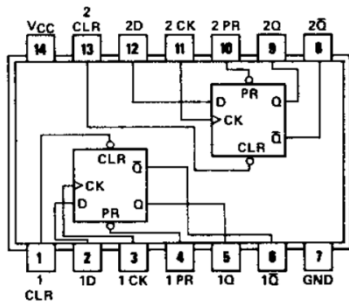 VCC 2 CLR 2D 2 CK 2 PR 2Q 2Q̅
14 13 12 11 10 9 8
PR
D Q
CK
Q̅
CLR
CLR
Q̅
CK
D Q
PR
1 2 3 4 5 6 7
1 CLR 1D 1 CK 1 PR 1Q 1Q̅ GND